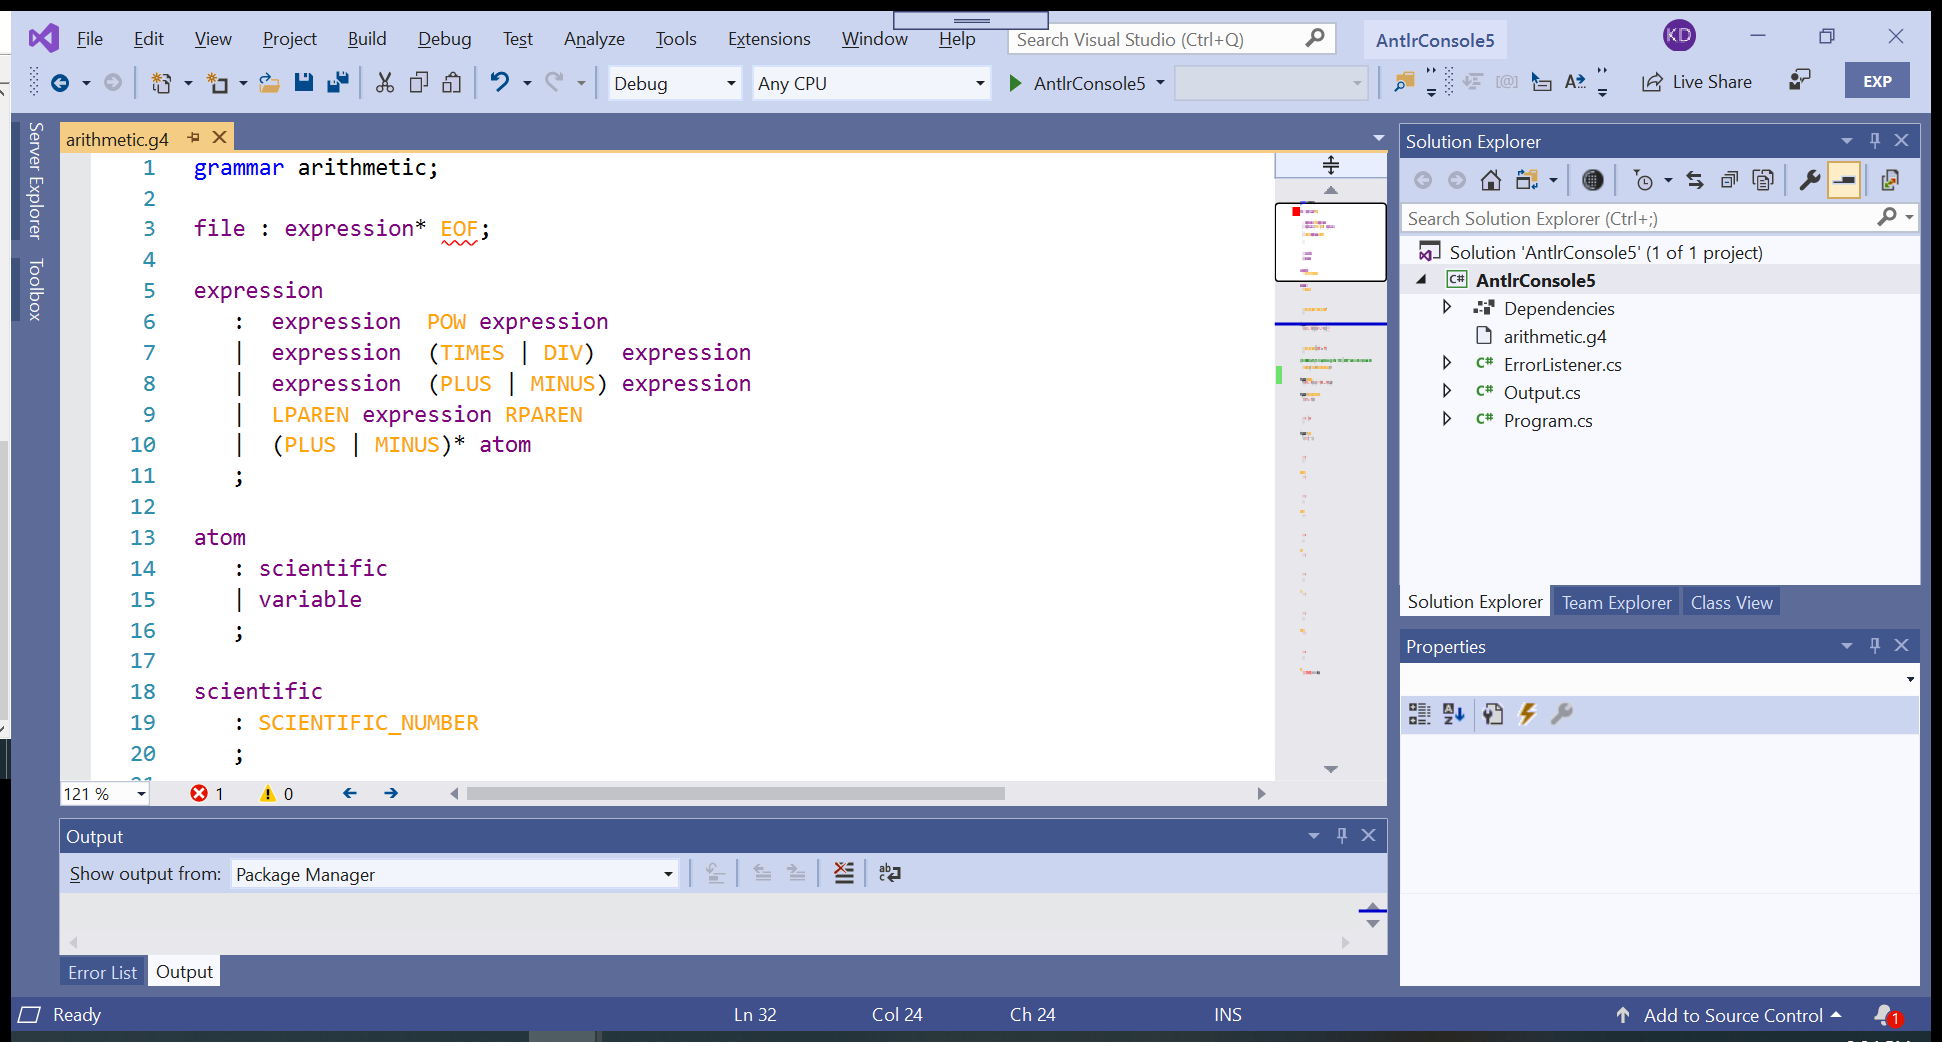 File Edit View Project Build Debug Test Analyze Tools Extensions Window Help Search Visual Studio (Ctrl+Q) AntlrConsole5 KD
Debug Any CPU AntlrConsole5 Live Share EXP
Server Explorer
Toolbox
arithmetic.g4
1 grammar arithmetic;
2
3 file : expression* EOF;
4
5 expression
6 : expression POW expression
7 | expression (TIMES | DIV) expression
8 | expression (PLUS | MINUS) expression
9 | LPAREN expression RPAREN
10 | (PLUS | MINUS)* atom
11 ;
12
13 atom
14 : scientific
15 | variable
16 ;
17
18 scientific
19 : SCIENTIFIC_NUMBER
20 ;
121 % 1 0
Output
Show output from: Package Manager
Error List Output
Solution Explorer
Search Solution Explorer (Ctrl+;)
Solution 'AntlrConsole5' (1 of 1 project)
C# AntlrConsole5
Dependencies
arithmetic.g4
C# ErrorListener.cs
C# Output.cs
C# Program.cs
Solution Explorer Team Explorer Class View
Properties
Ready Ln 32 Col 24 Ch 24 INS Add to Source Control 1